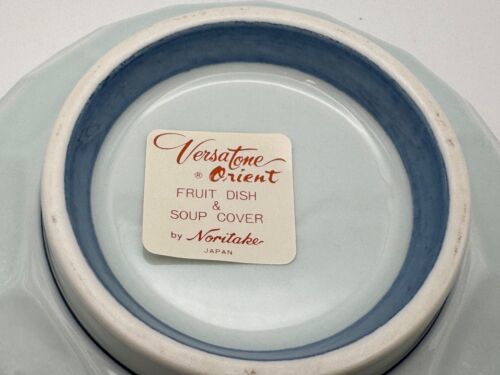 VersaTone
® Orient
FRUIT DISH
&
SOUP COVER
by Noritake
JAPAN